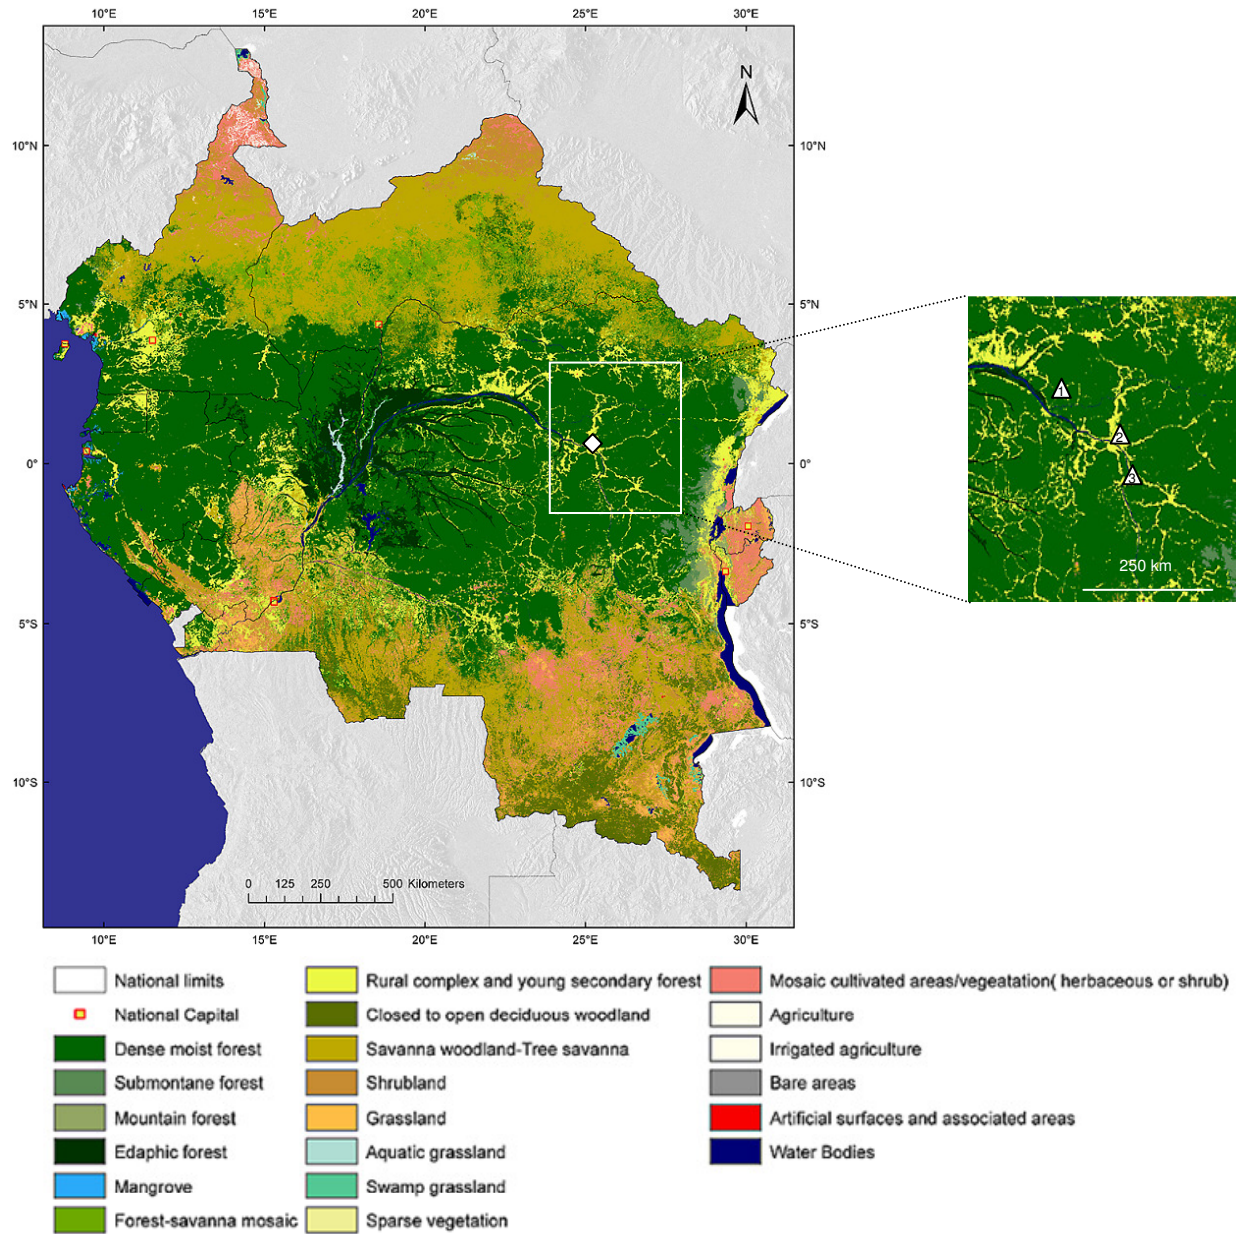 10°E 15°E 20°E 25°E 30°E
N
10°N 10°N
5°N 5°N
1
2
0° 0°
3
250 km
5°S 5°S
10°S 10°S
0 125 250 500 Kilometers
10°E 15°E 20°E 25°E 30°E
National limits
National Capital
Dense moist forest
Submontane forest
Mountain forest
Edaphic forest
Mangrove
Forest-savanna mosaic
Rural complex and young secondary forest
Closed to open deciduous woodland
Savanna woodland-Tree savanna
Shrubland
Grassland
Aquatic grassland
Swamp grassland
Sparse vegetation
Mosaic cultivated areas/vegeatation( herbaceous or shrub)
Agriculture
Irrigated agriculture
Bare areas
Artificial surfaces and associated areas
Water Bodies